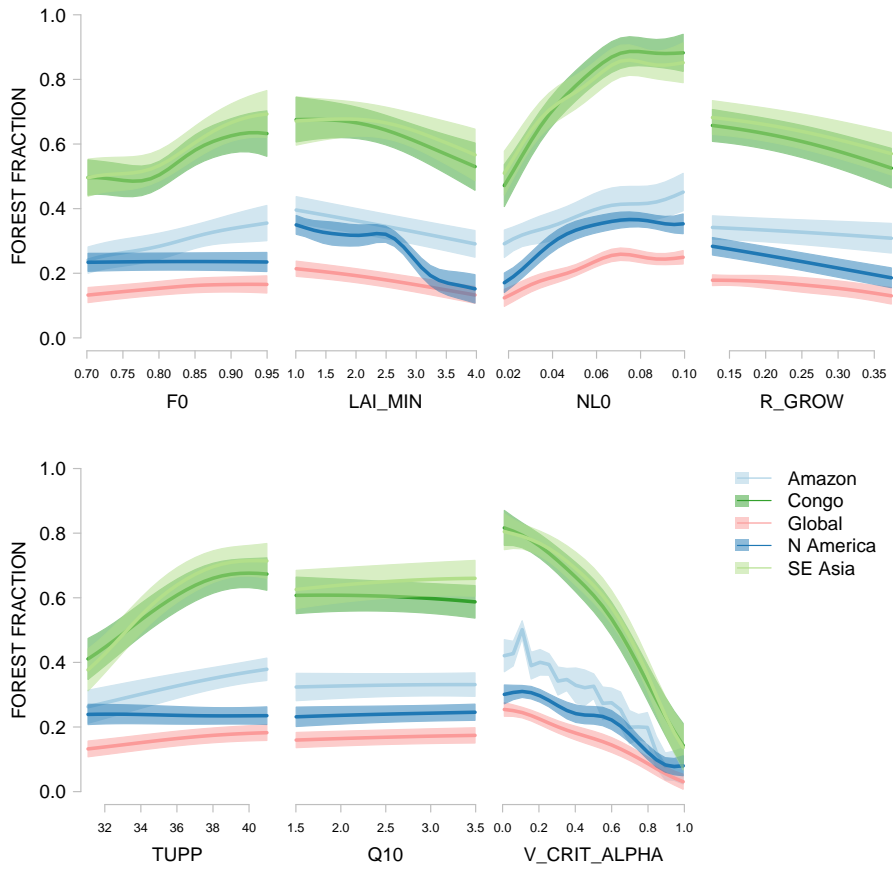 1.0
0.8
0.6
0.4
0.2
0.0
FOREST FRACTION
0.70 0.75 0.80 0.85 0.90 0.95
F0
1.0 1.5 2.0 2.5 3.0 3.5 4.0
LAI_MIN
0.02 0.04 0.06 0.08 0.10
NL0
0.15 0.20 0.25 0.30 0.35
R_GROW
1.0
0.8
0.6
0.4
0.2
0.0
FOREST FRACTION
32 34 36 38 40
TUPP
1.5 2.0 2.5 3.0 3.5
Q10
0.0 0.2 0.4 0.6 0.8 1.0
V_CRIT_ALPHA
Amazon
Congo
Global
N America
SE Asia